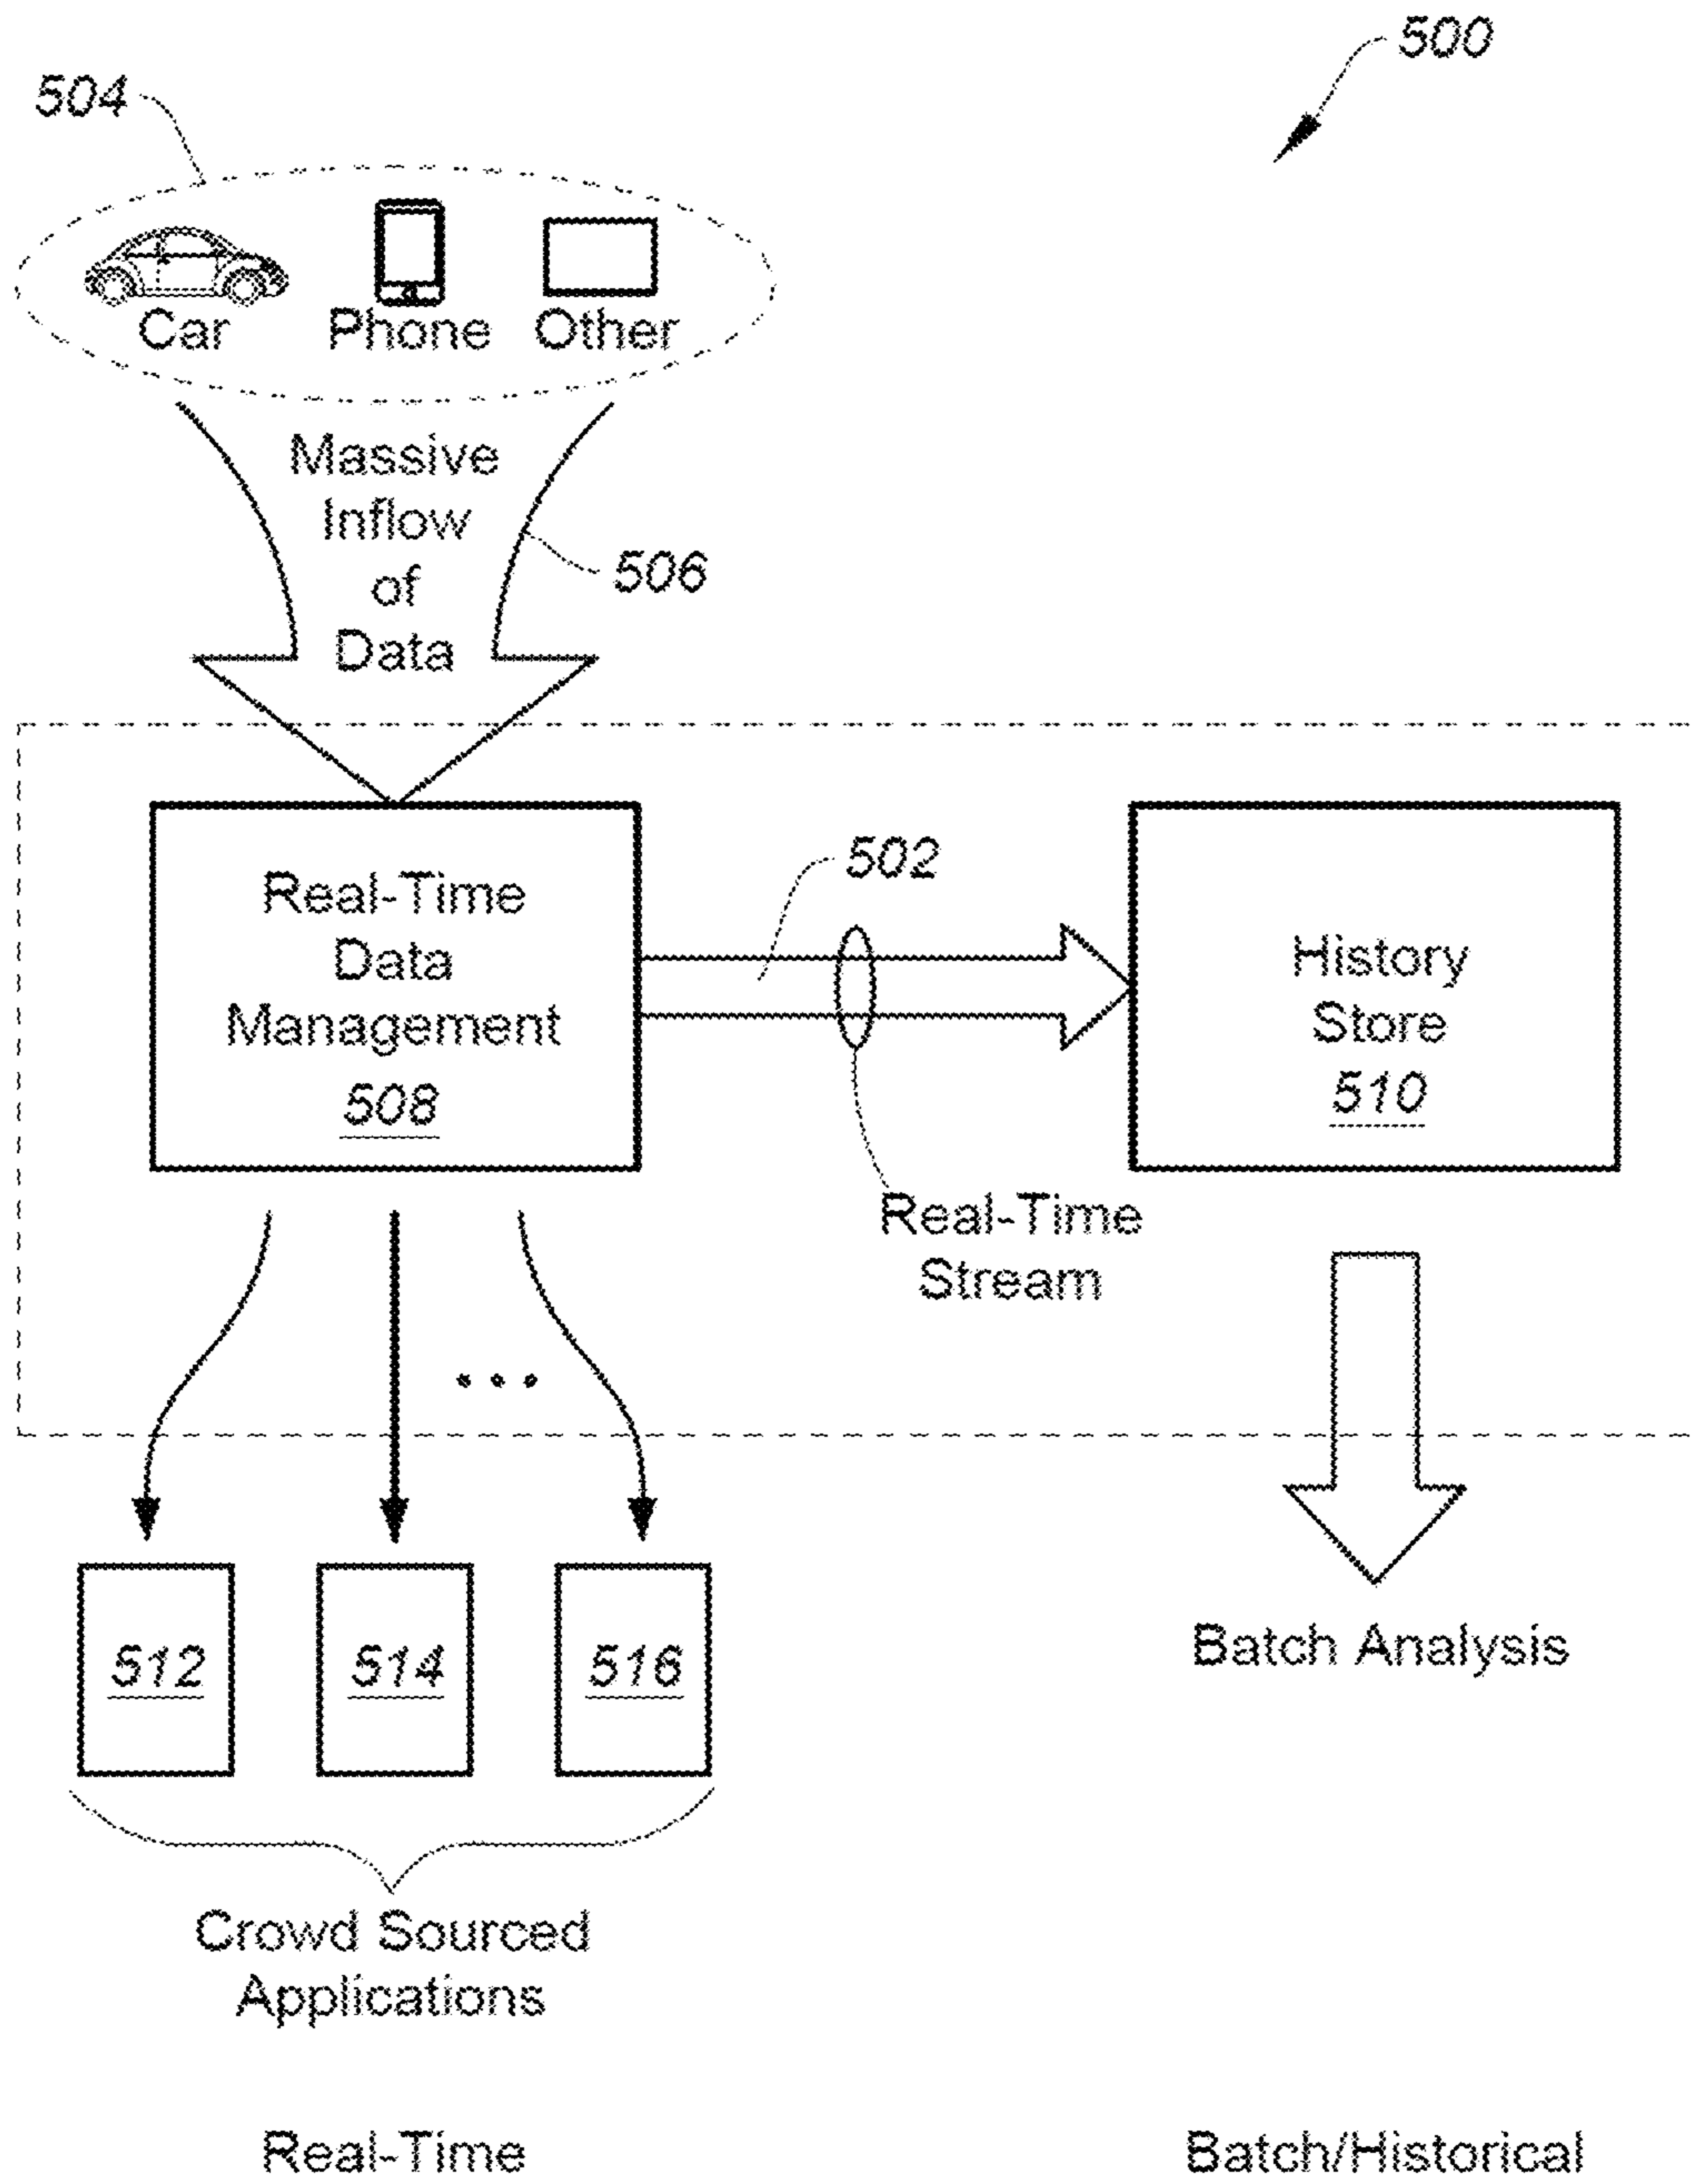 500
504
Car
Phone
Other
Massive
Inflow
of
Data
506
Real-Time
Data
Management
508
502
History
Store
510
Real-Time
Stream
512
514
516
Batch Analysis
Crowd Sourced
Applications
Real-Time
Batch/Historical